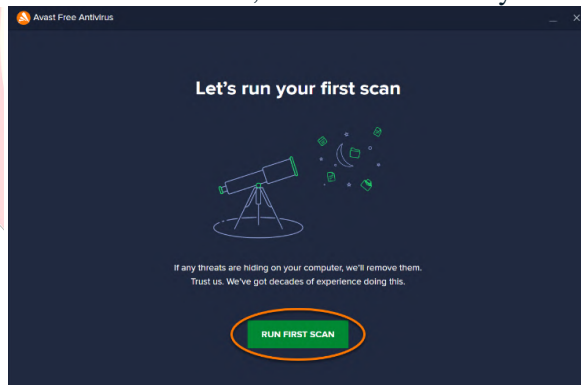 Avast Free Antivirus
Let's run your first scan
If any threats are hiding on your computer, we'll remove them.
Trust us. We've got decades of experience doing this.
RUN FIRST SCAN